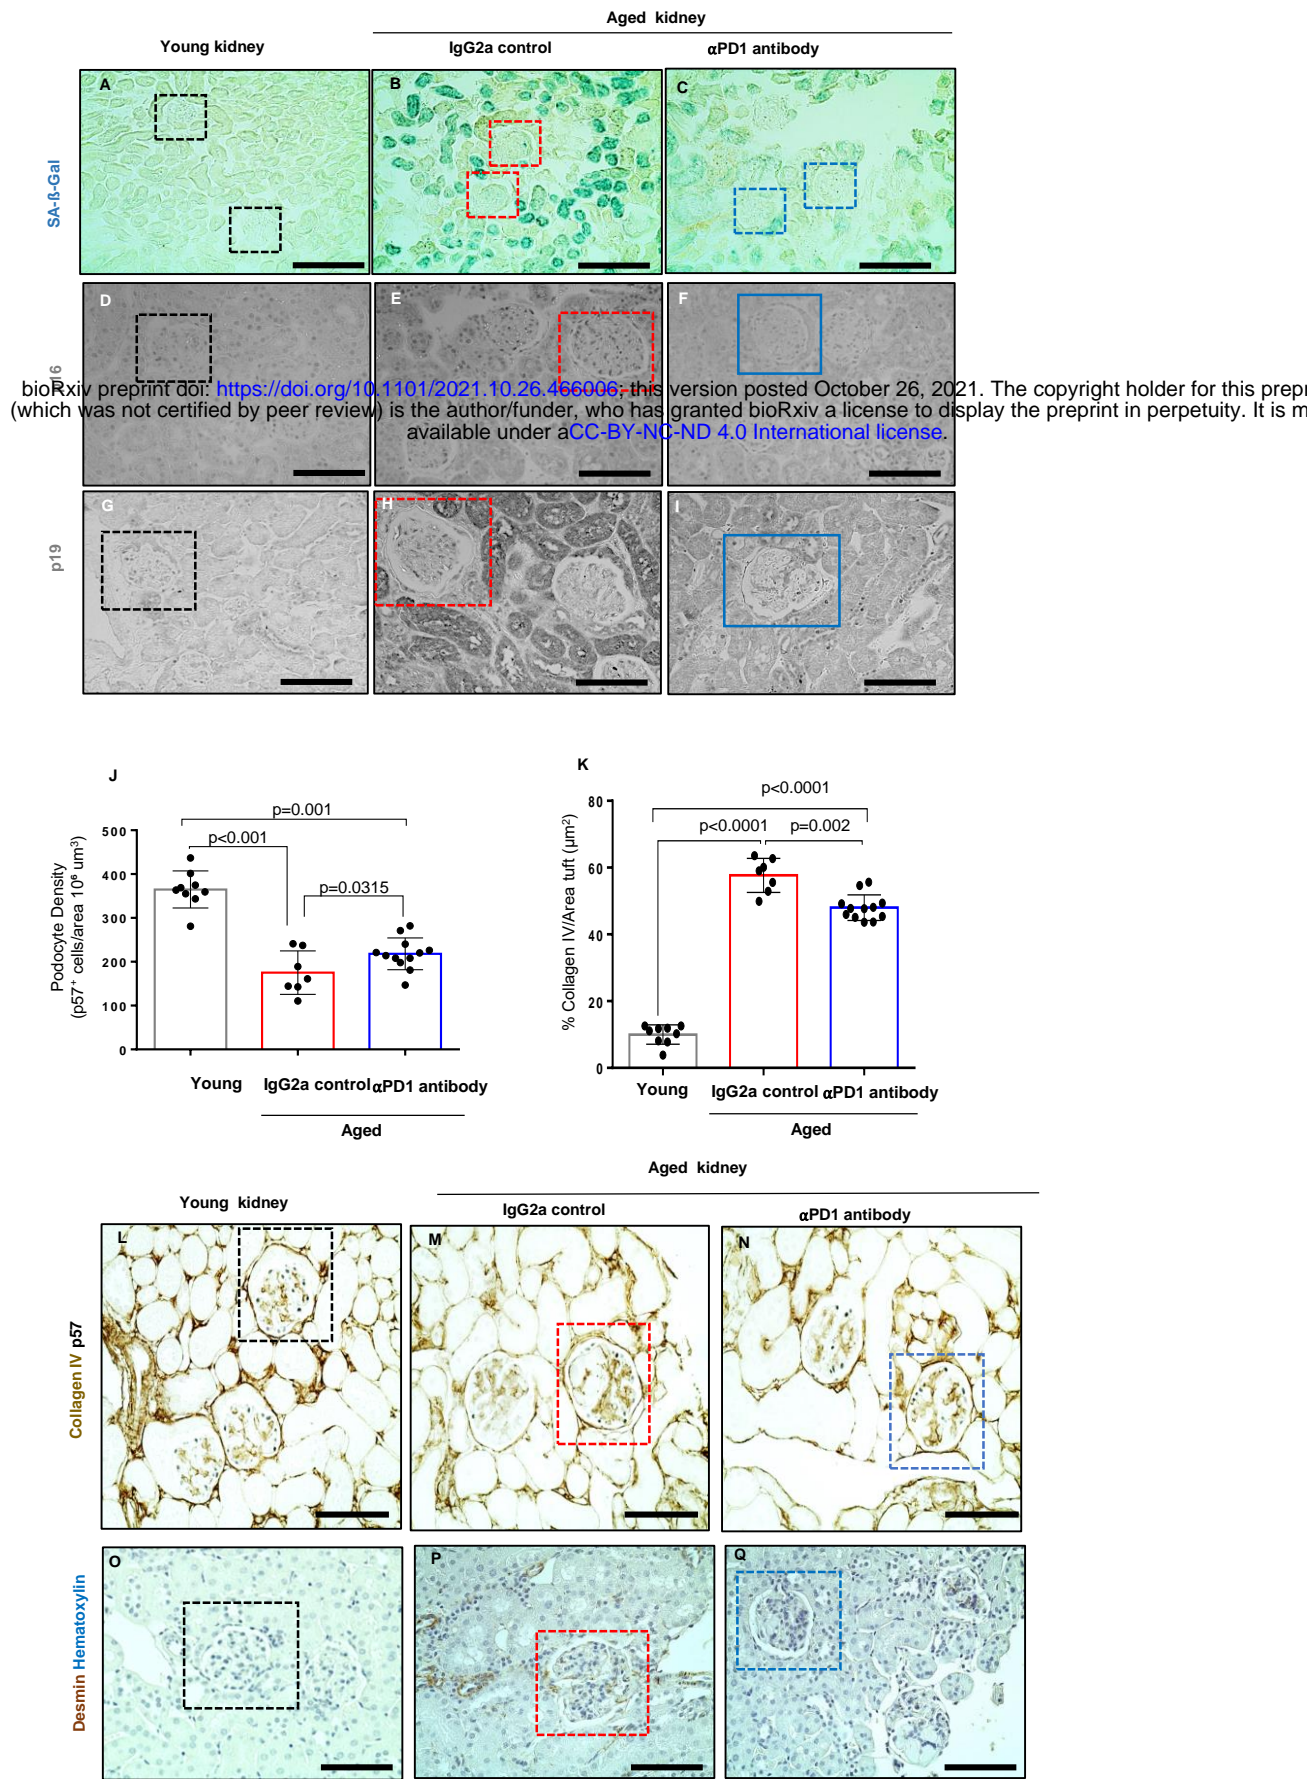 Aged kidney
Young kidney
IgG2a control
αPD1 antibody
A
B
C
SA-ß-Gal
D
E
F
bioRxiv preprint doi: https://doi.org/10.1101/2021.10.26.466006; this version posted October 26, 2021. The copyright holder for this
(which was not certified by peer review) is the author/funder, who has granted bioRxiv a license to display the preprint in perpetuity. It is
available under aCC-BY-NC-ND 4.0 International license.
G
H
I
p19
J
p=0.001
p<0.001
p=0.0315
Podocyte Density
(p57⁺ cells/area 10⁶ um³)
500
400
300
200
100
0
Young
IgG2a control
αPD1 antibody
Aged
K
p<0.0001
p<0.0001
p=0.002
% Collagen IV/Area tuft (µm²)
80
60
40
20
0
Young
IgG2a control
αPD1 antibody
Aged
Aged kidney
Young kidney
IgG2a control
αPD1 antibody
L
M
N
Collagen IV p57
O
P
Q
Desmin Hematoxylin